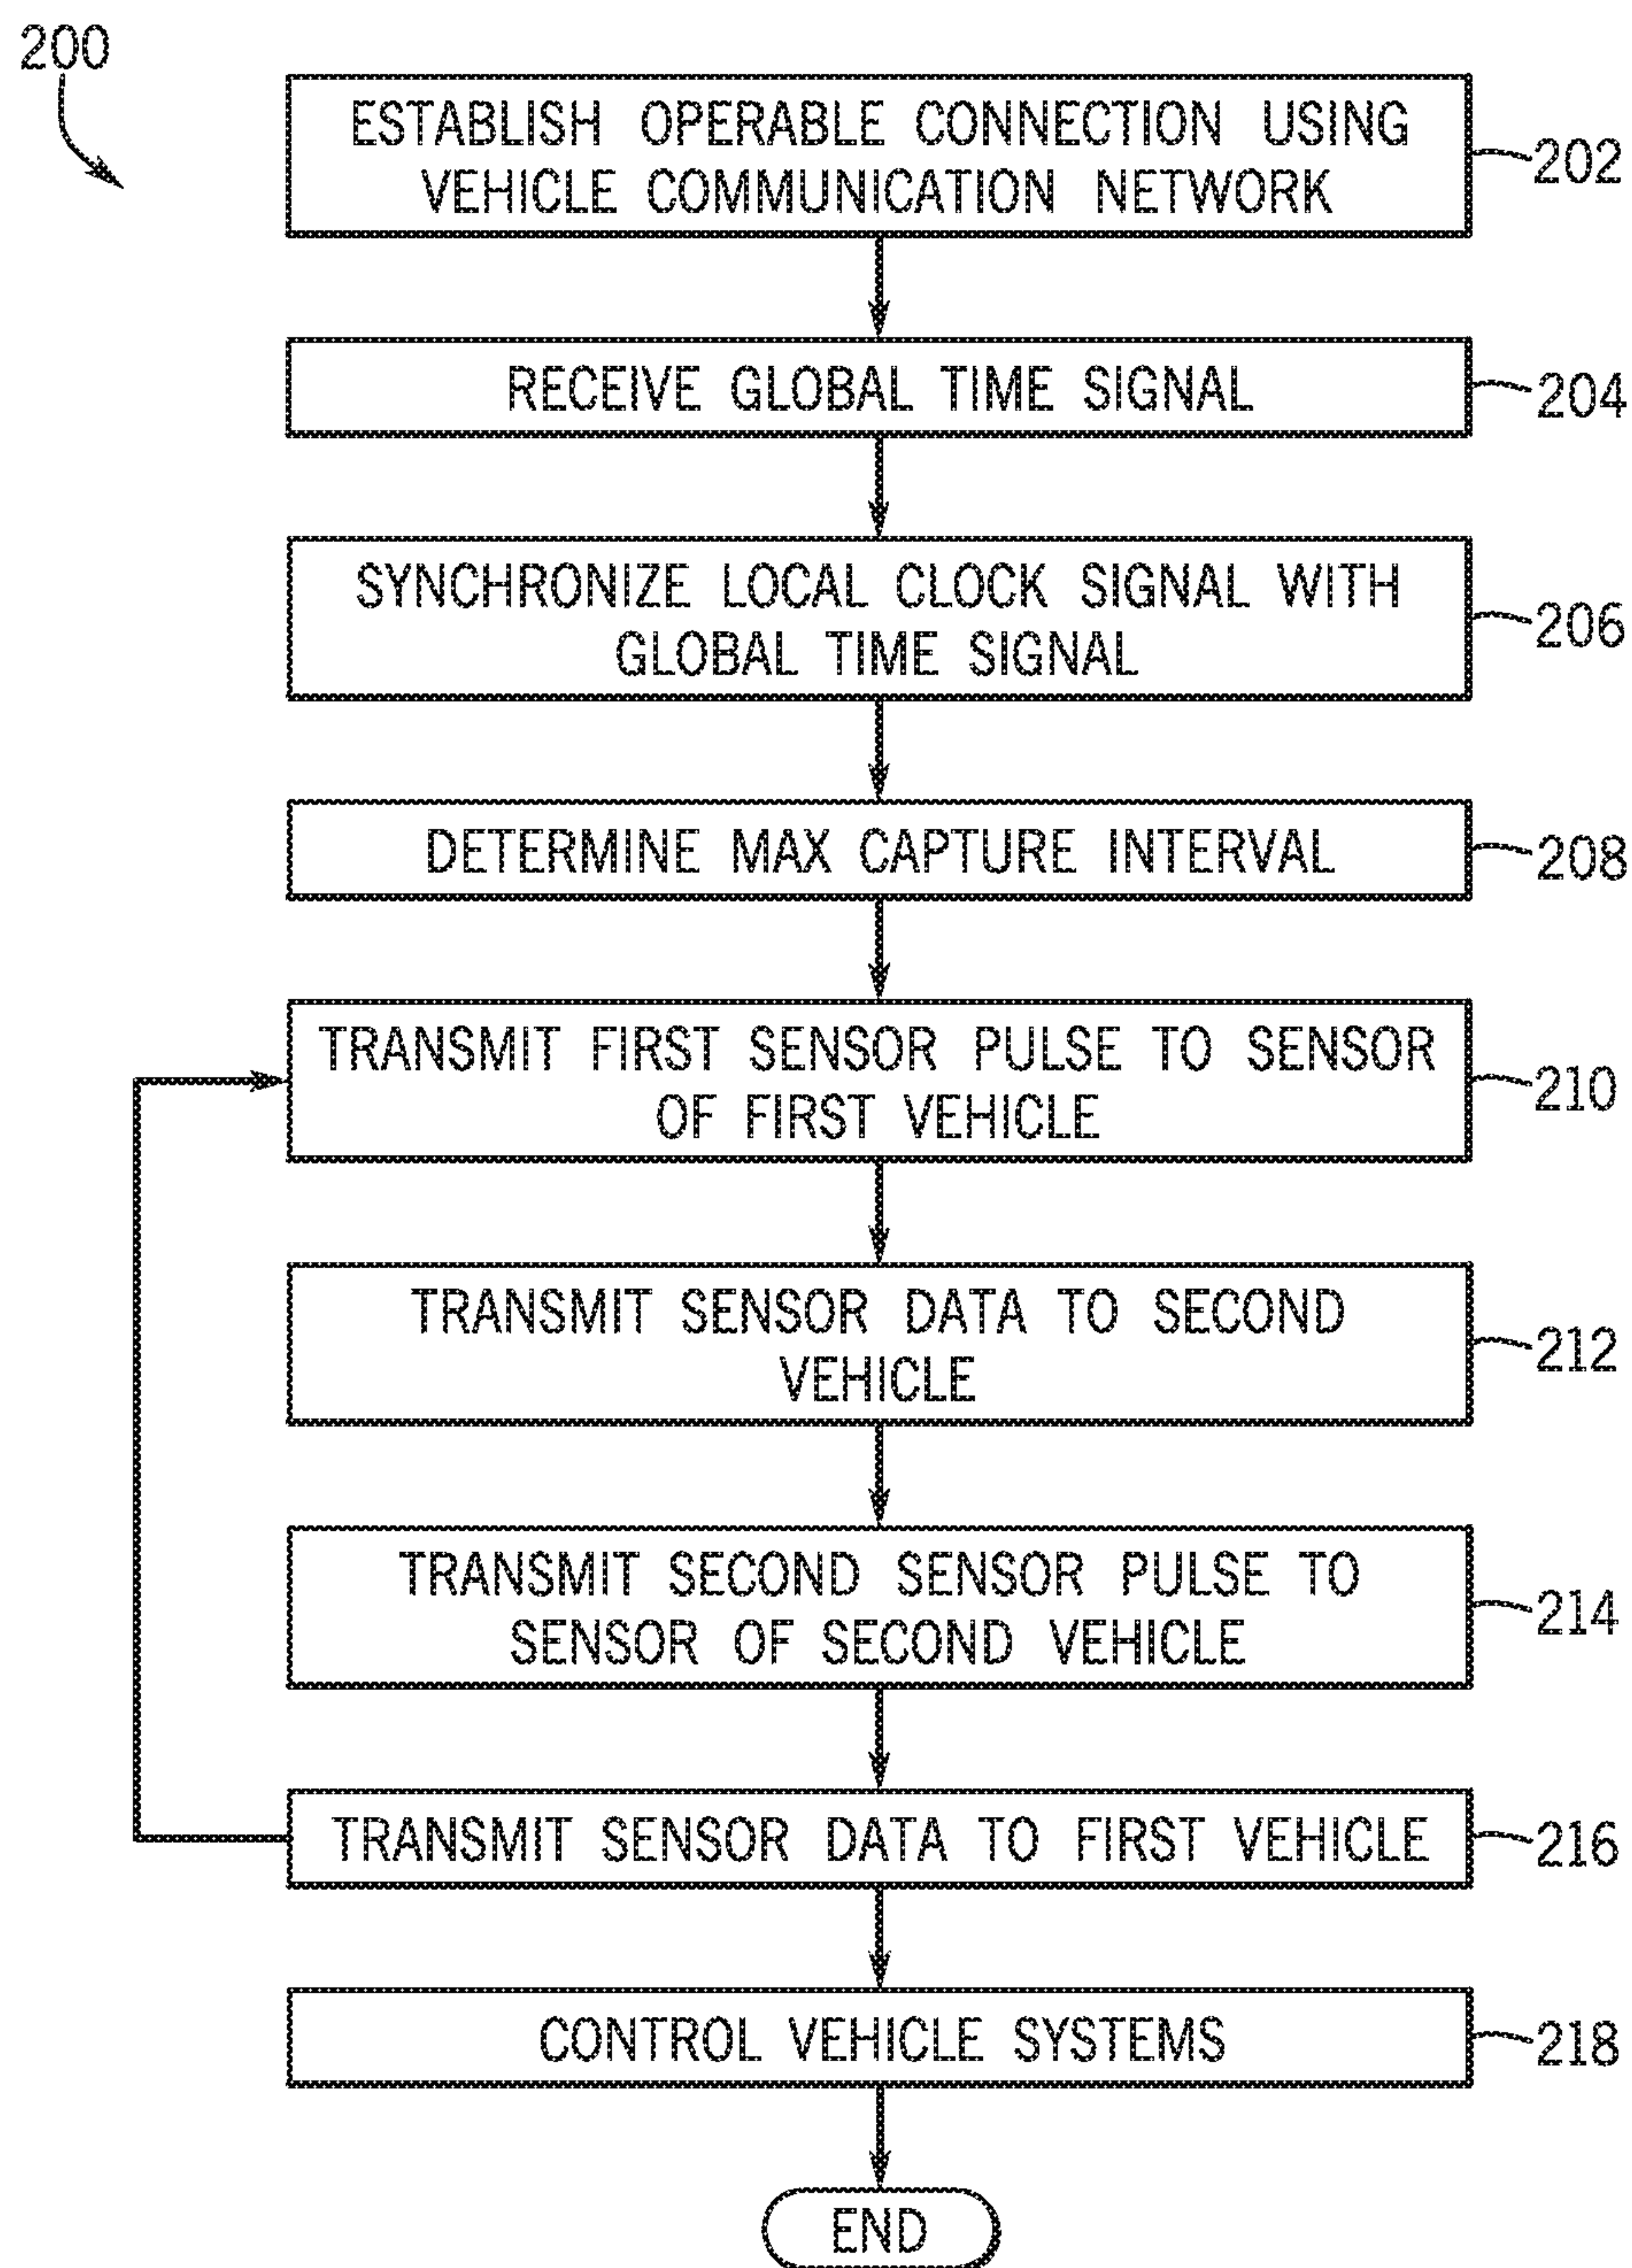 200
ESTABLISH OPERABLE CONNECTION USING
VEHICLE COMMUNICATION NETWORK
202
RECEIVE GLOBAL TIME SIGNAL
204
SYNCHRONIZE LOCAL CLOCK SIGNAL WITH
GLOBAL TIME SIGNAL
206
DETERMINE MAX CAPTURE INTERVAL
208
TRANSMIT FIRST SENSOR PULSE TO SENSOR
OF FIRST VEHICLE
210
TRANSMIT SENSOR DATA TO SECOND
VEHICLE
212
TRANSMIT SECOND SENSOR PULSE TO
SENSOR OF SECOND VEHICLE
214
TRANSMIT SENSOR DATA TO FIRST VEHICLE
216
CONTROL VEHICLE SYSTEMS
218
END